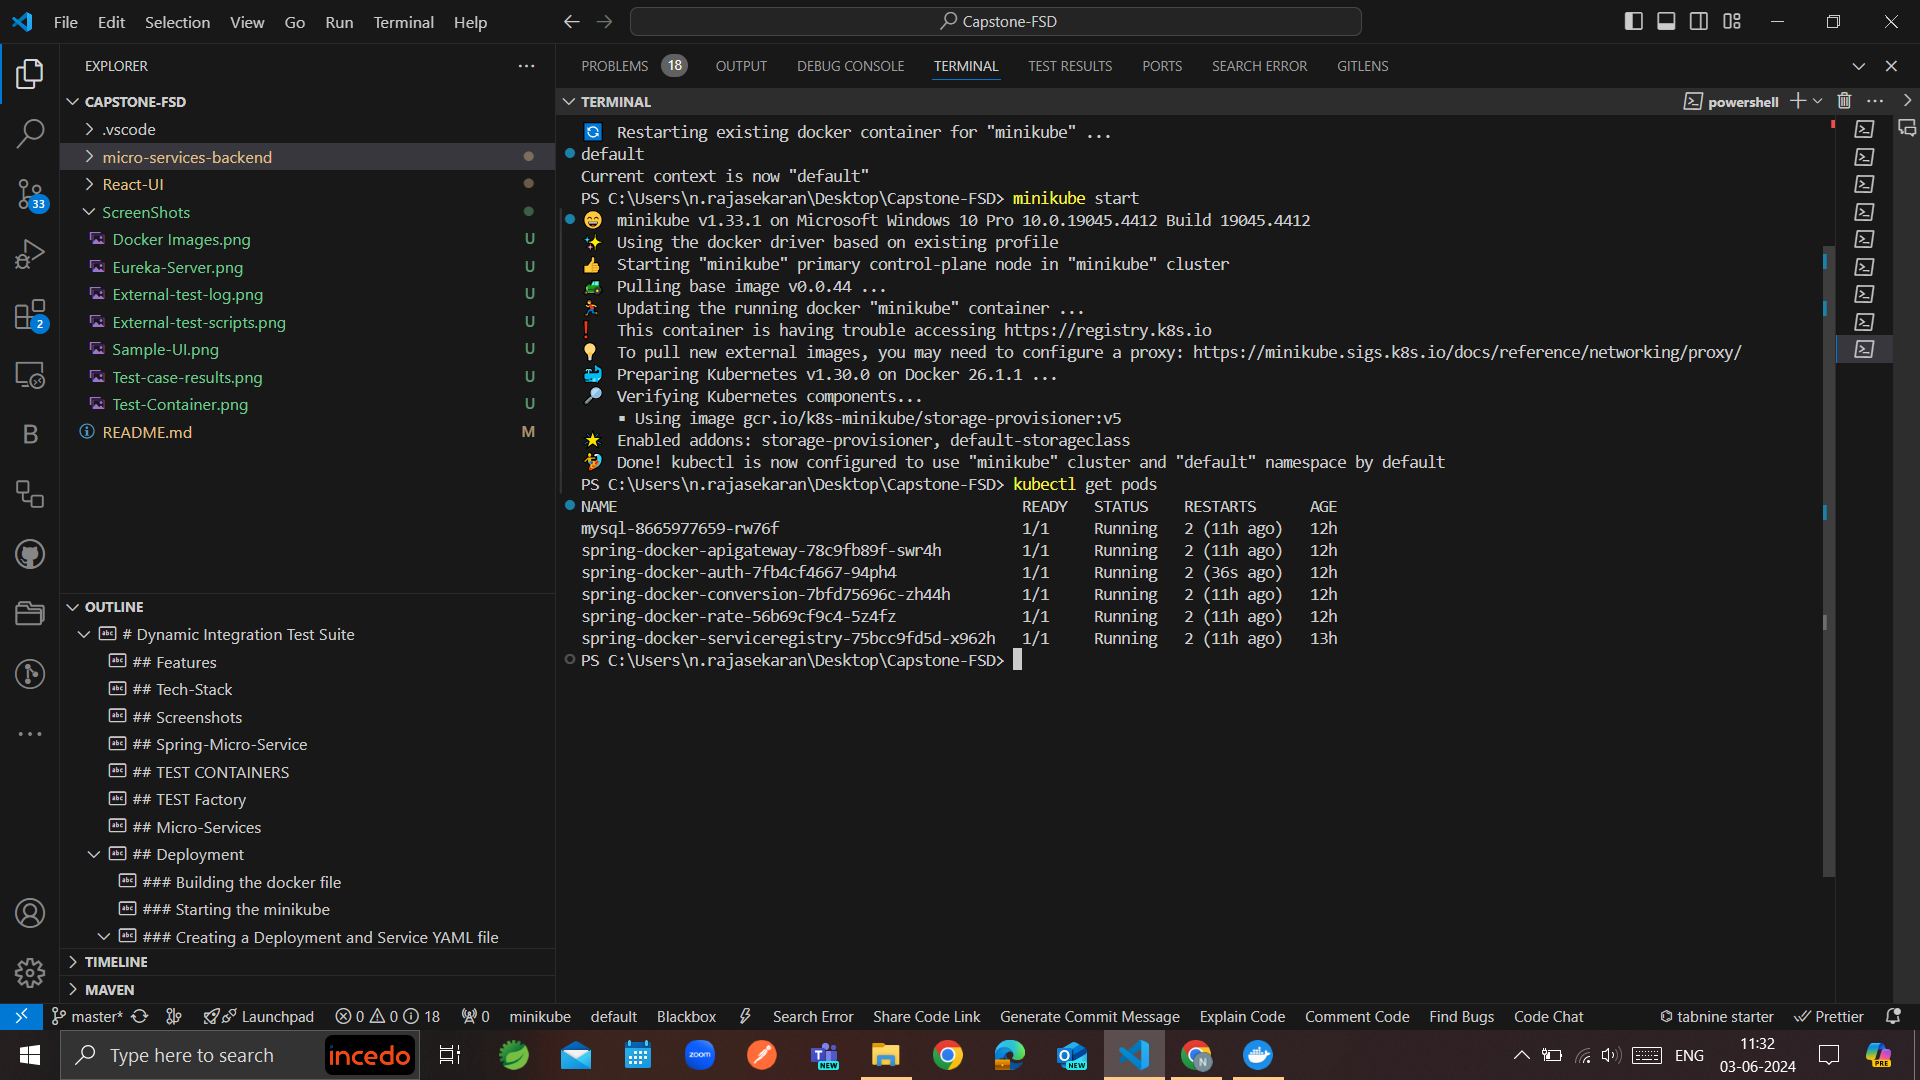 File Edit Selection View Go Run Terminal Help
Capstone-FSD
EXPLORER
CAPSTONE-FSD
.vscode
micro-services-backend
React-UI
ScreenShots
Docker Images.png U
Eureka-Server.png U
External-test-log.png U
External-test-scripts.png U
Sample-UI.png U
Test-case-results.png U
Test-Container.png U
README.md M
33
2
B
OUTLINE
# Dynamic Integration Test Suite
## Features
## Tech-Stack
## Screenshots
## Spring-Micro-Service
## TEST CONTAINERS
## TEST Factory
## Micro-Services
## Deployment
### Building the docker file
### Starting the minikube
### Creating a Deployment and Service YAML file
TIMELINE
MAVEN
PROBLEMS 18 OUTPUT DEBUG CONSOLE TERMINAL TEST RESULTS PORTS SEARCH ERROR GITLENS
TERMINAL
powershell
Restarting existing docker container for "minikube" ...
default
Current context is now "default"
PS C:\Users\n.rajasekaran\Desktop\Capstone-FSD> minikube start
minikube v1.33.1 on Microsoft Windows 10 Pro 10.0.19045.4412 Build 19045.4412
Using the docker driver based on existing profile
Starting "minikube" primary control-plane node in "minikube" cluster
Pulling base image v0.0.44 ...
Updating the running docker "minikube" container ...
This container is having trouble accessing https://registry.k8s.io
To pull new external images, you may need to configure a proxy: https://minikube.sigs.k8s.io/docs/reference/networking/proxy/
Preparing Kubernetes v1.30.0 on Docker 26.1.1 ...
Verifying Kubernetes components...
▪ Using image gcr.io/k8s-minikube/storage-provisioner:v5
Enabled addons: storage-provisioner, default-storageclass
Done! kubectl is now configured to use "minikube" cluster and "default" namespace by default
PS C:\Users\n.rajasekaran\Desktop\Capstone-FSD> kubectl get pods
NAME READY STATUS RESTARTS AGE
mysql-8665977659-rw76f 1/1 Running 2 (11h ago) 12h
spring-docker-apigateway-78c9fb89f-swr4h 1/1 Running 2 (11h ago) 12h
spring-docker-auth-7fb4cf4667-94ph4 1/1 Running 2 (36s ago) 12h
spring-docker-conversion-7bfd75696c-zh44h 1/1 Running 2 (11h ago) 12h
spring-docker-rate-56b69cf9c4-5z4fz 1/1 Running 2 (11h ago) 12h
spring-docker-serviceregistry-75bcc9fd5d-x962h 1/1 Running 2 (11h ago) 13h
PS C:\Users\n.rajasekaran\Desktop\Capstone-FSD>
master* Launchpad 0 0 18 0 minikube default Blackbox Search Error Share Code Link Generate Commit Message Explain Code Comment Code Find Bugs Code Chat tabnine starter Prettier
Type here to search incedo zoom NEW NEW N ENG 11:32 PRE
03-06-2024